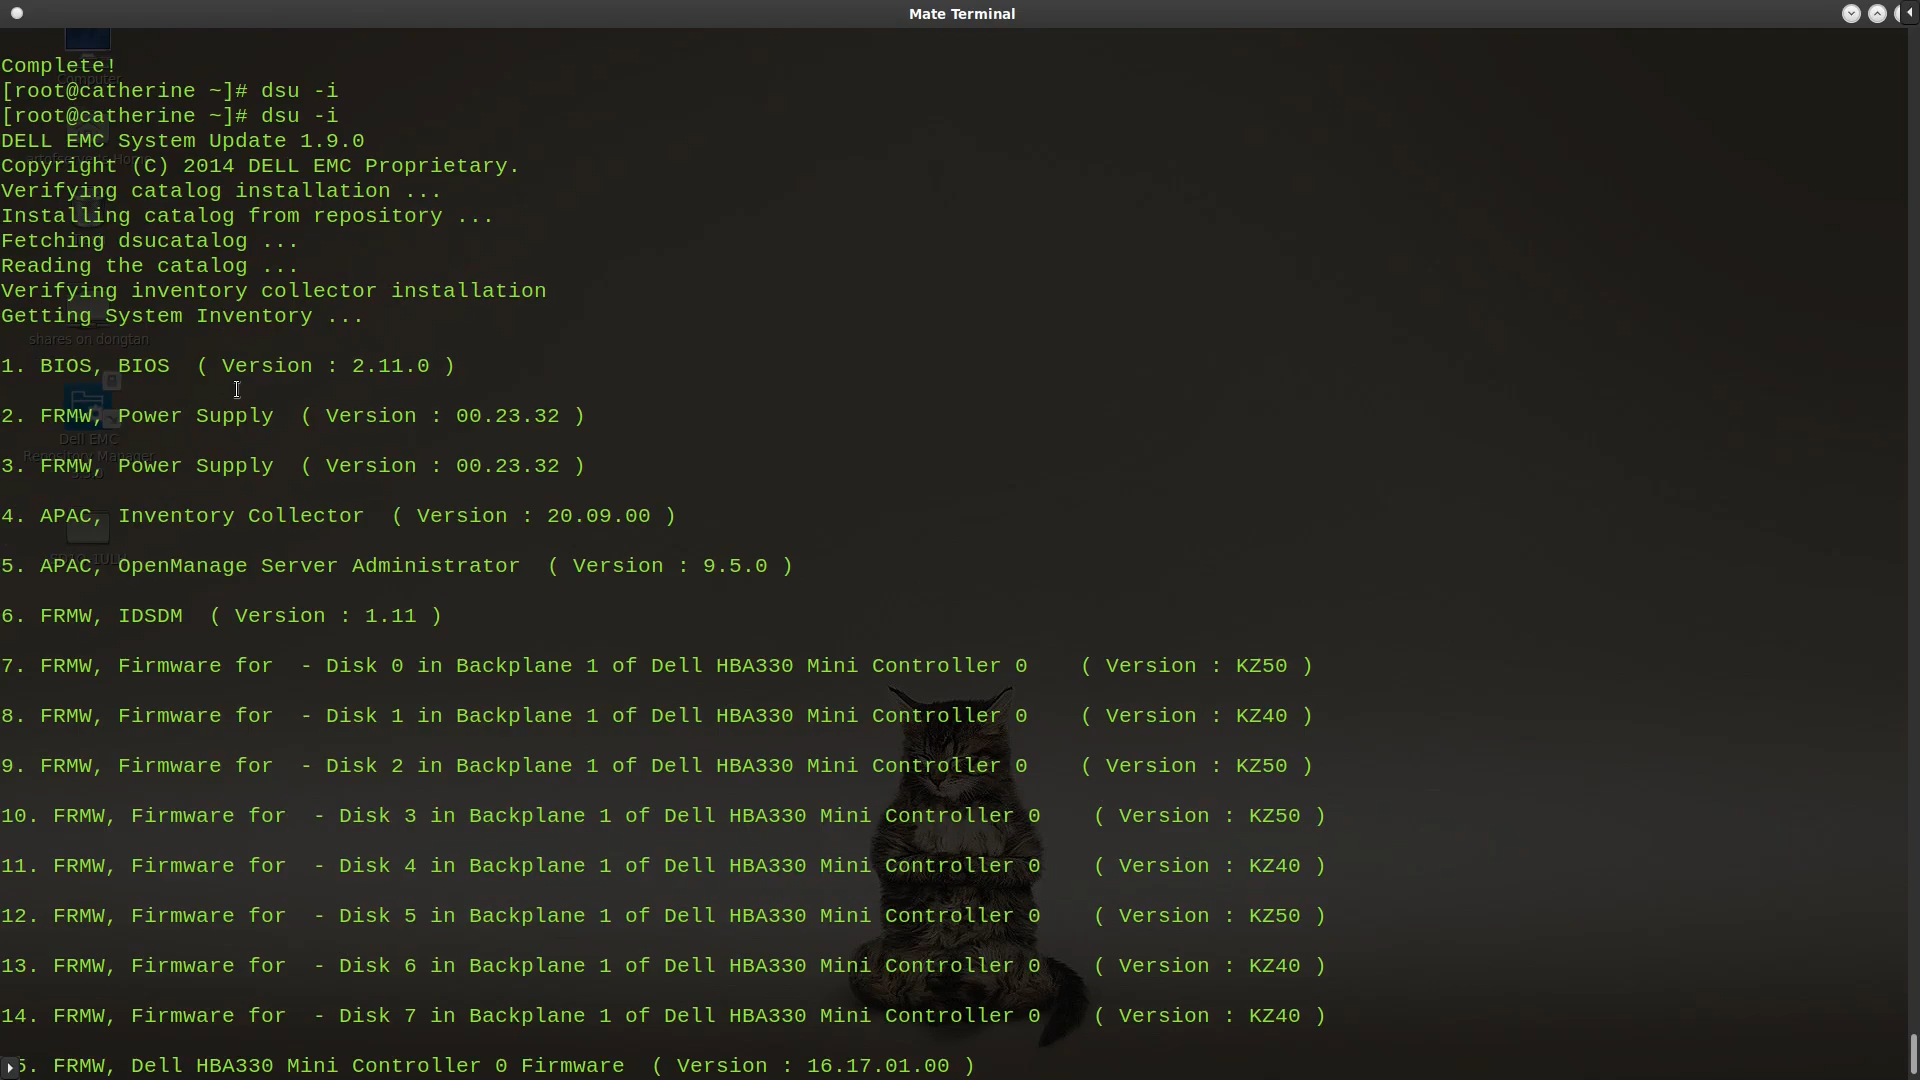 Mate Terminal
Complete!
Computer
[root@catherine ~]# dsu -i
[root@catherine ~]# dsu -i
DELL EMC System Update 1.9.0
Copyright (C) 2014 DELL EMC Proprietary.
Verifying catalog installation ...
Installing catalog from repository ...
Fetching dsucatalog ...
Reading the catalog ...
Verifying inventory collector installation
Getting System Inventory ...
shares on dongtan
1. BIOS, BIOS  ( Version : 2.11.0 )
2. FRMW, Power Supply  ( Version : 00.23.32 )
Dell EMC
Repository Manager
3. FRMW, Power Supply  ( Version : 00.23.32 )
4. APAC, Inventory Collector  ( Version : 20.09.00 )
5. APAC, OpenManage Server Administrator  ( Version : 9.5.0 )
6. FRMW, IDSDM  ( Version : 1.11 )
7. FRMW, Firmware for  - Disk 0 in Backplane 1 of Dell HBA330 Mini Controller 0    ( Version : KZ50 )
8. FRMW, Firmware for  - Disk 1 in Backplane 1 of Dell HBA330 Mini Controller 0    ( Version : KZ40 )
9. FRMW, Firmware for  - Disk 2 in Backplane 1 of Dell HBA330 Mini Controller 0    ( Version : KZ50 )
10. FRMW, Firmware for  - Disk 3 in Backplane 1 of Dell HBA330 Mini Controller 0    ( Version : KZ50 )
11. FRMW, Firmware for  - Disk 4 in Backplane 1 of Dell HBA330 Mini Controller 0    ( Version : KZ40 )
12. FRMW, Firmware for  - Disk 5 in Backplane 1 of Dell HBA330 Mini Controller 0    ( Version : KZ50 )
13. FRMW, Firmware for  - Disk 6 in Backplane 1 of Dell HBA330 Mini Controller 0    ( Version : KZ40 )
14. FRMW, Firmware for  - Disk 7 in Backplane 1 of Dell HBA330 Mini Controller 0    ( Version : KZ40 )
5. FRMW, Dell HBA330 Mini Controller 0 Firmware  ( Version : 16.17.01.00 )